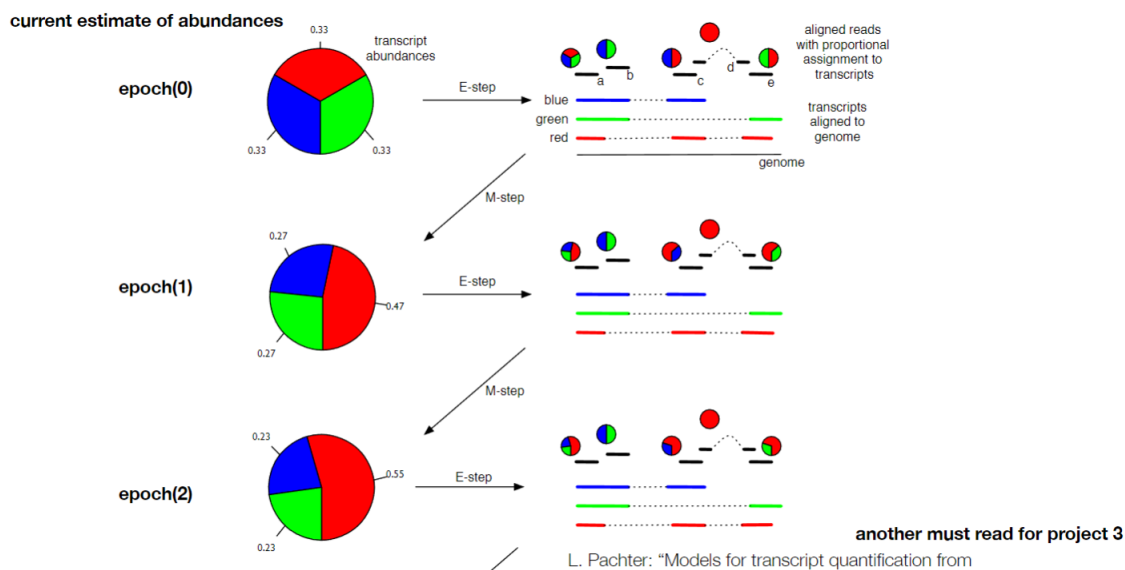 current estimate of abundances
0.33
transcript
abundances
epoch(0)
0.33
0.33
E-step
aligned reads
with proportional
assignment to
transcripts
a
b
c
d
e
blue
green
red
transcripts
aligned to
genome
genome
M-step
0.27
epoch(1)
0.47
0.27
E-step
M-step
0.23
epoch(2)
0.55
0.23
E-step
another must read for project 3
L. Pachter: “Models for transcript quantification from